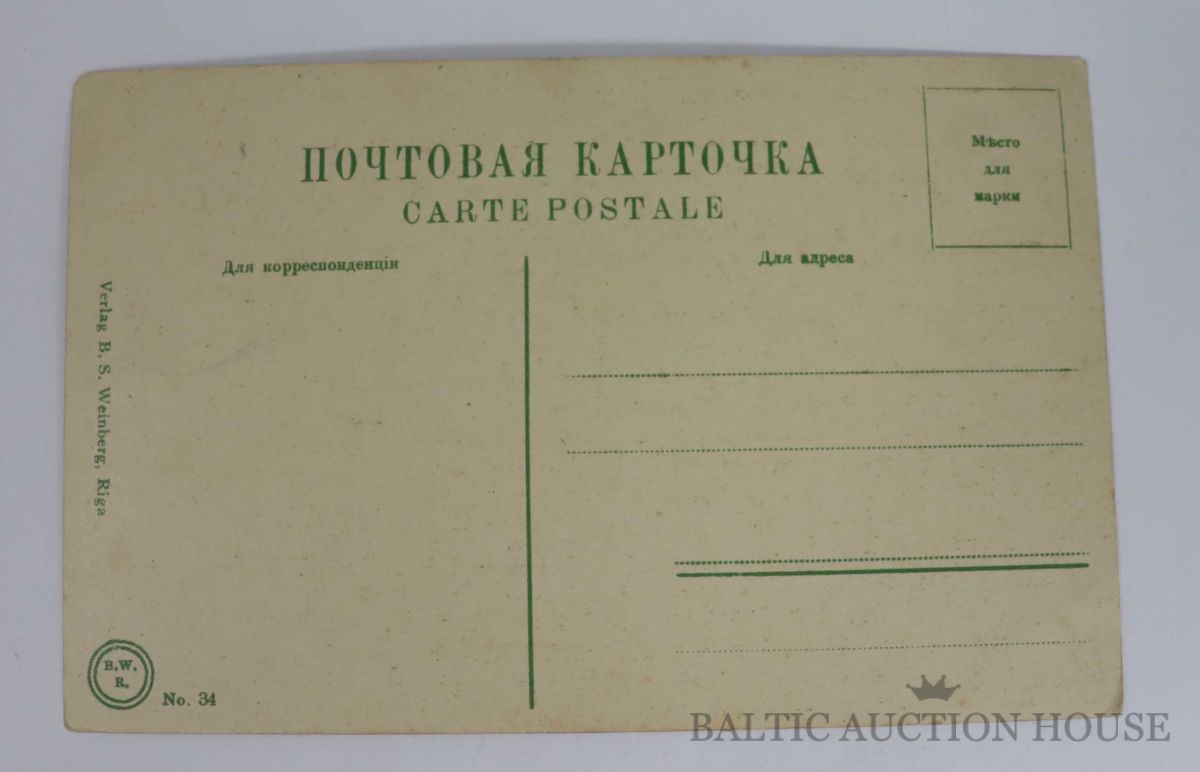 ПОЧТОВАЯ КАРТОЧКА
CARTE POSTALE
Мѣсто
для
марки
Для корреспонденціи
Для адреса
Verlag B. S. Weinberg, Riga
B.W.
R.
No. 34
BALTIC AUCTION HOUSE